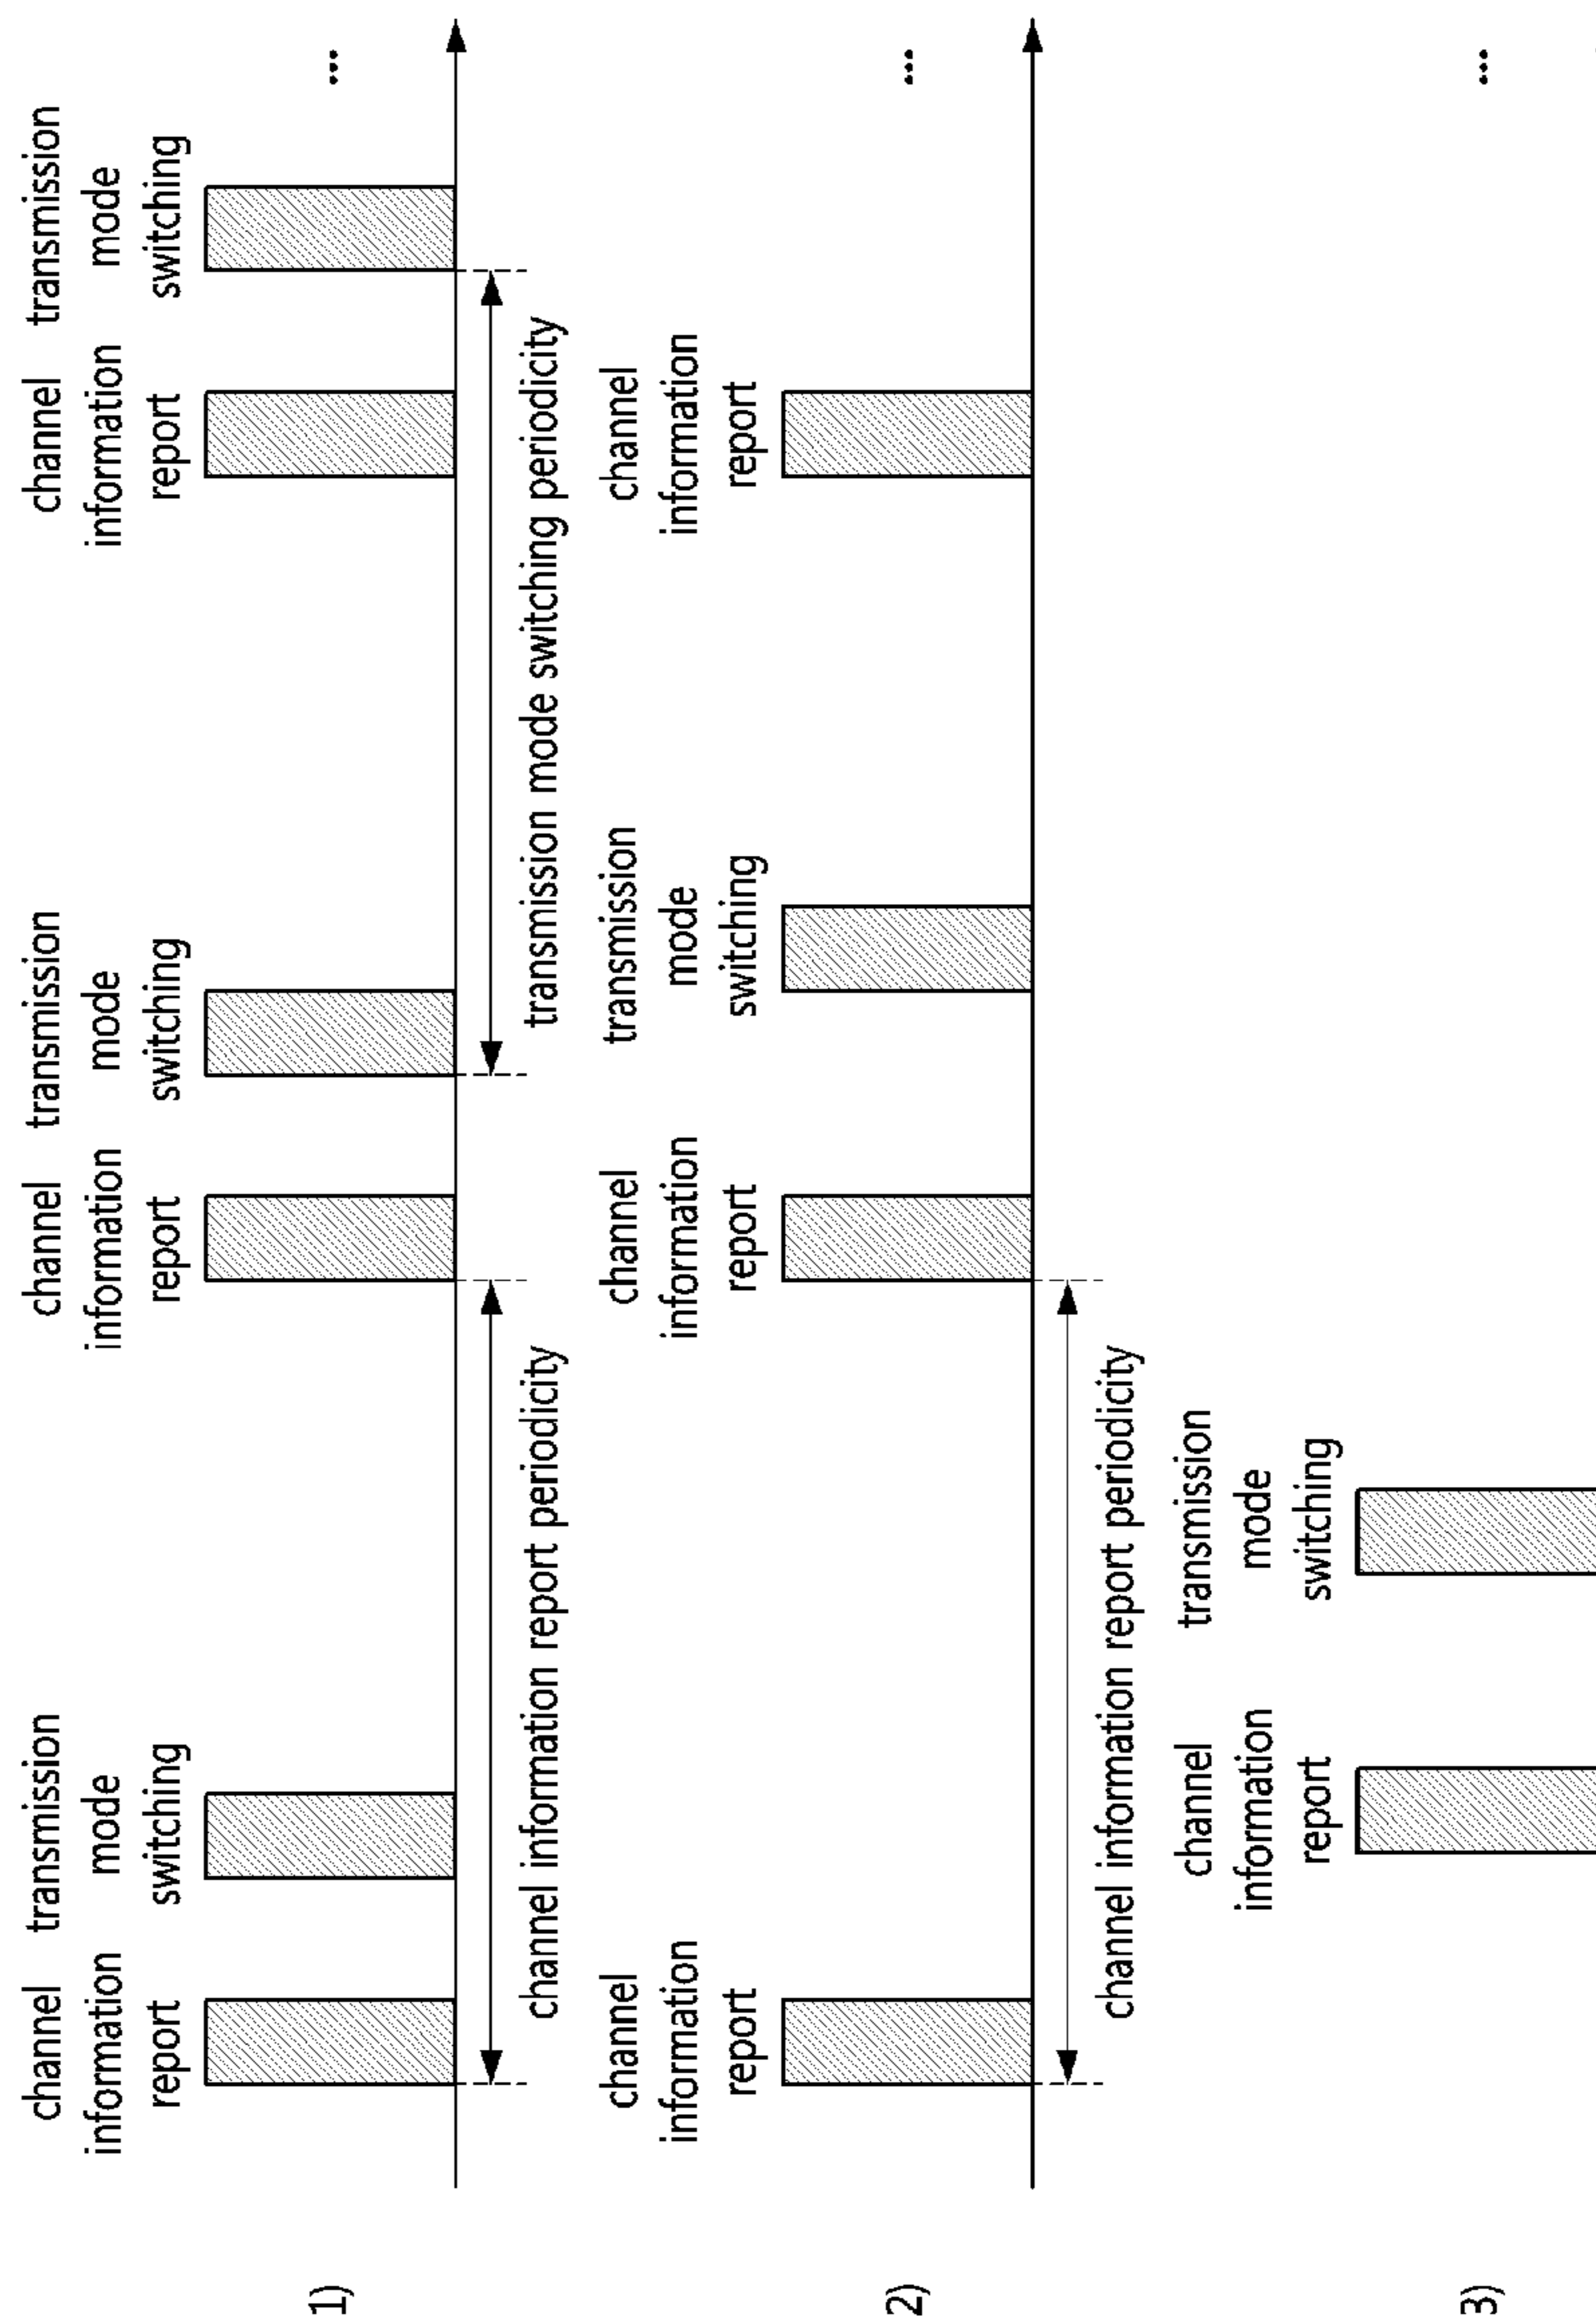 channel
information
report
transmission
mode
switching
channel
information
report
transmission
mode
switching
channel
information
report
transmission
mode
switching
...
1)
channel information report periodicity
transmission mode switching periodicity
channel
information
report
channel
information
report
transmission
mode
switching
channel
information
report
...
2)
channel information report periodicity
channel
information
report
transmission
mode
switching
...
3)